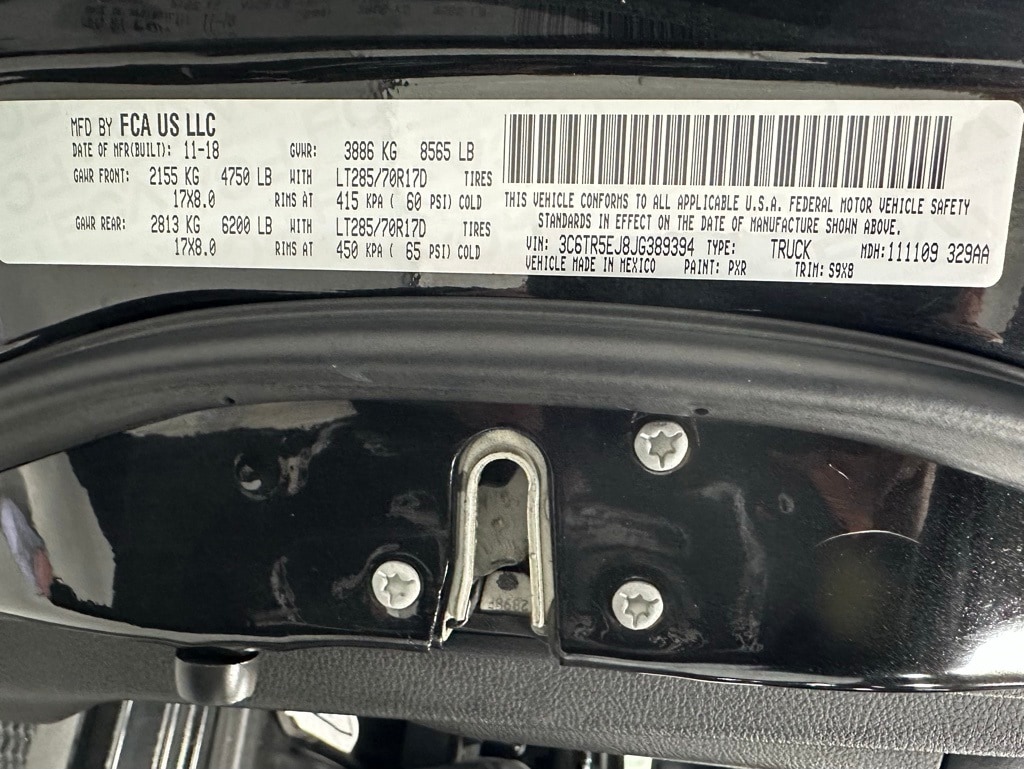 MFD BY FCA US LLC
DATE OF MFR(BUILT): 11-18 GVWR: 3886 KG 8565 LB
GAWR FRONT: 2155 KG 4750 LB WITH LT285/70R17D TIRES
17X8.0 RIMS AT 415 KPA ( 60 PSI) COLD
GAWR REAR: 2813 KG 6200 LB WITH LT285/70R17D TIRES
17X8.0 RIMS AT 450 KPA ( 65 PSI) COLD
THIS VEHICLE CONFORMS TO ALL APPLICABLE U.S.A. FEDERAL MOTOR VEHICLE SAFETY
STANDARDS IN EFFECT ON THE DATE OF MANUFACTURE SHOWN ABOVE.
VIN: 3C6TR5EJ8JG389394 TYPE: TRUCK MDH:111109 329AA
VEHICLE MADE IN MEXICO PAINT: PXR TRIM: S9X8